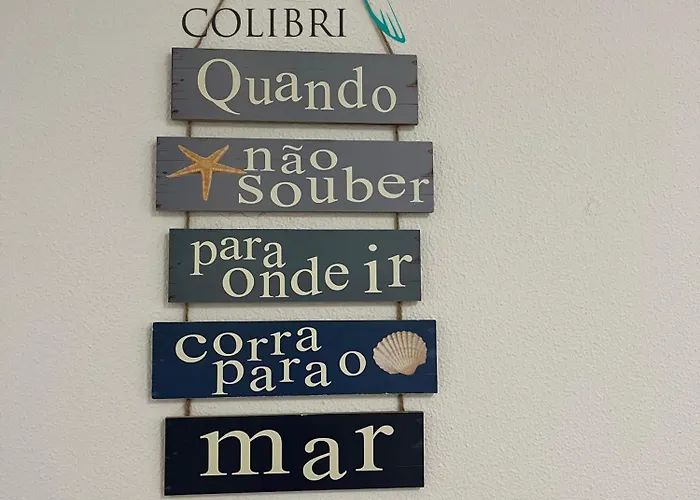 COLIBRI
Quando
não
souber
para
onde ir
corra
para o
mar